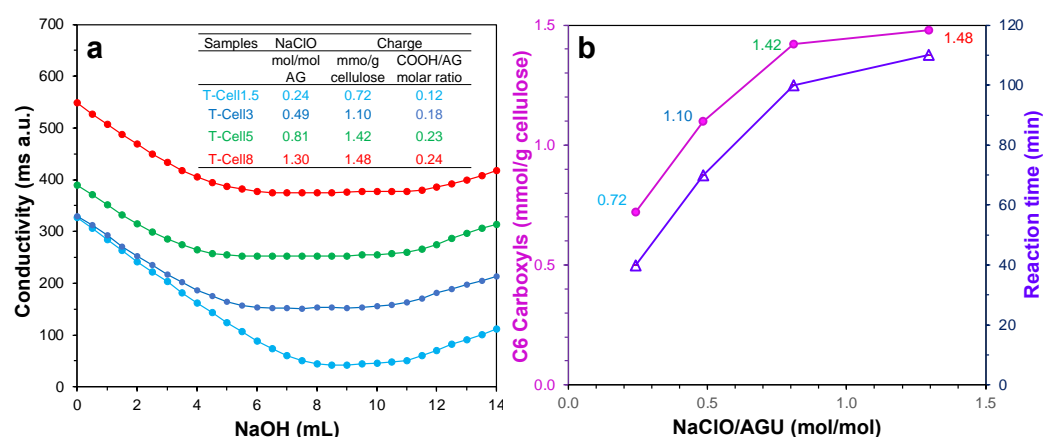 a
Samples NaClO Charge
mol/mol mmo/g COOH/AG
AG cellulose molar ratio
T-Cell1.5 0.24 0.72 0.12
T-Cell3 0.49 1.10 0.18
T-Cell5 0.81 1.42 0.23
T-Cell8 1.30 1.48 0.24
Conductivity (ms a.u.)
700
600
500
400
300
200
100
0
0 2 4 6 8 10 12 14
NaOH (mL)
b
C6 Carboxyls (mmol/g cellulose)
1.5
1.0
0.5
0.0
0.72
1.10
1.42
1.48
120
100
80
60
40
20
0
Reaction time (min)
0.0 0.5 1.0 1.5
NaClO/AGU (mol/mol)